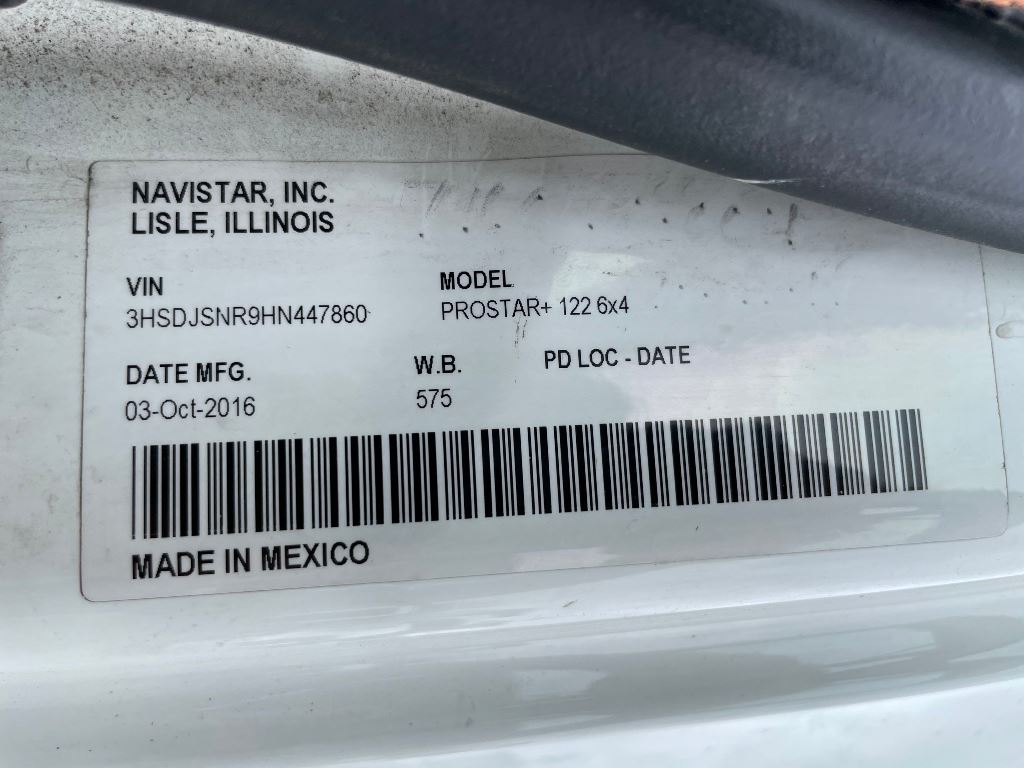 NAVISTAR, INC.
LISLE, ILLINOIS
VIN
3HSDJSNR9HN447860
MODEL
PROSTAR+ 122 6x4
DATE MFG.
03-Oct-2016
W.B.
575
PD LOC - DATE
MADE IN MEXICO